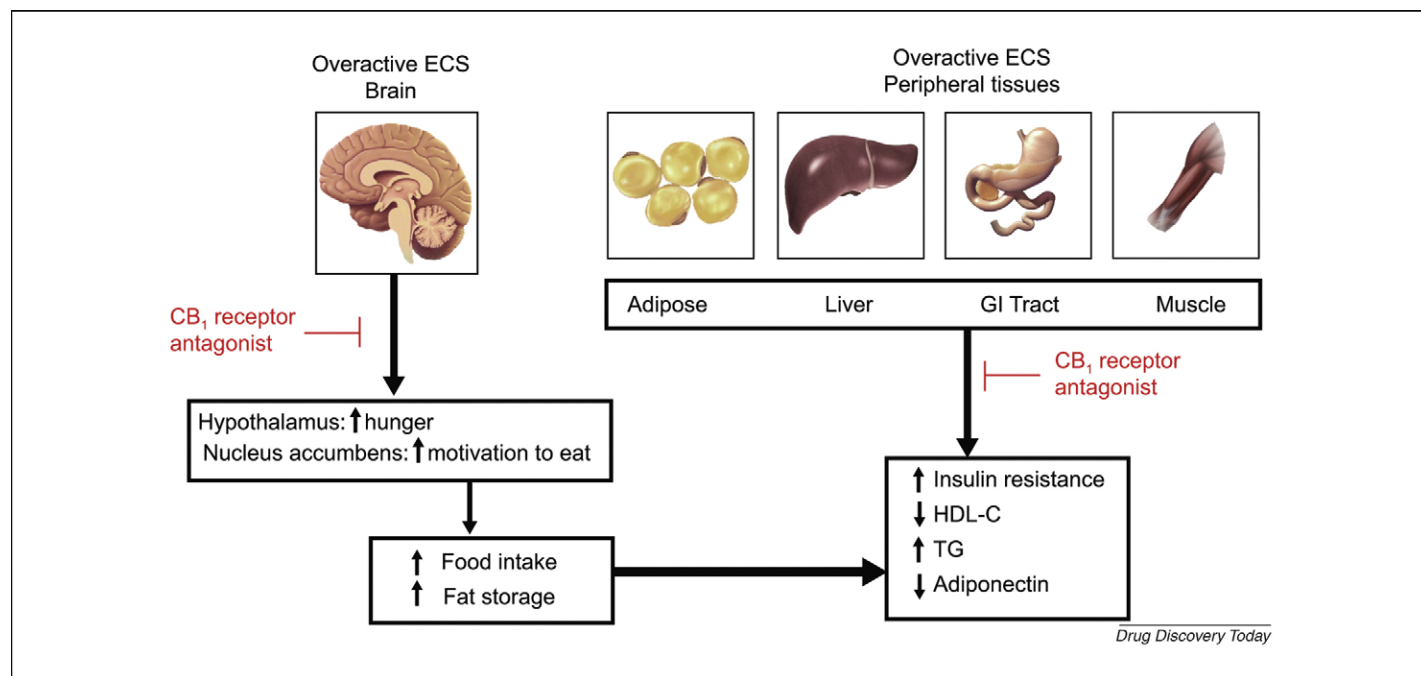 Overactive ECS
Brain
Overactive ECS
Peripheral tissues
Adipose Liver GI Tract Muscle
CB₁ receptor
antagonist
CB₁ receptor
antagonist
Hypothalamus: ↑ hunger
Nucleus accumbens: ↑ motivation to eat
↑ Food intake
↑ Fat storage
↑ Insulin resistance
↓ HDL-C
↑ TG
↓ Adiponectin
Drug Discovery Today